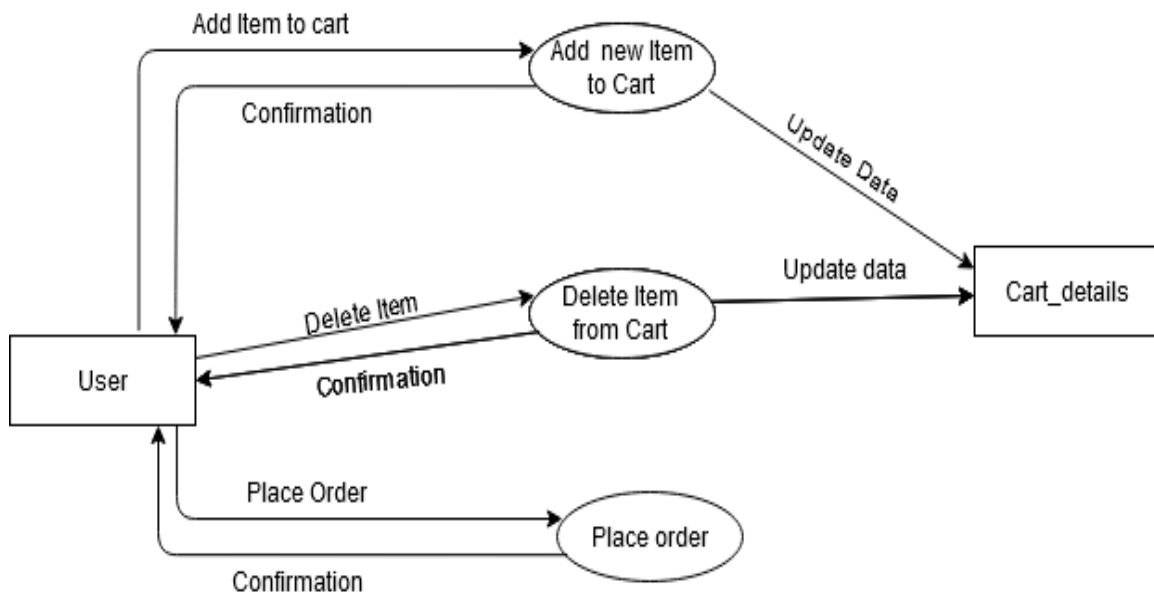 Add Item to cart
Add new Item
to Cart
Confirmation
Update Data
Delete Item
Delete Item
from Cart
Update data
Cart_details
User
Confirmation
Place Order
Place order
Confirmation